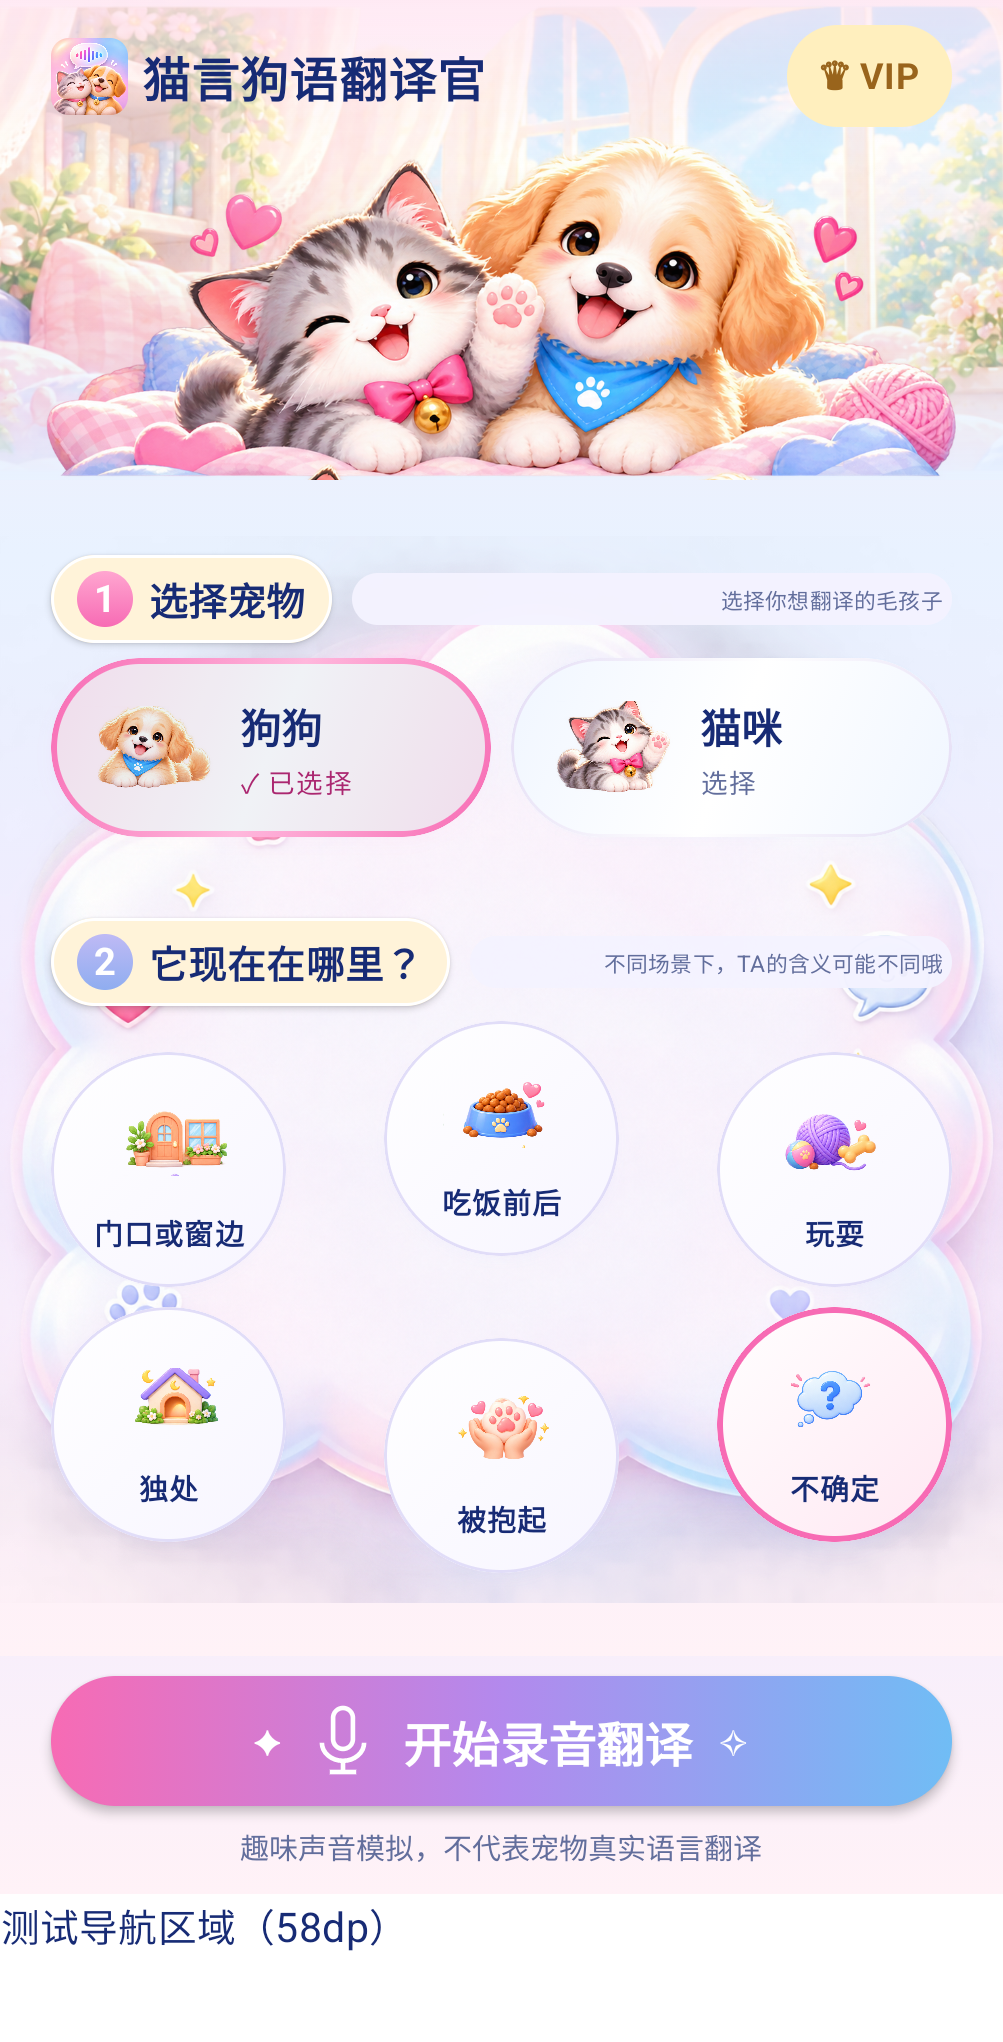 猫言狗语翻译官
VIP
1 选择宠物
选择你想翻译的毛孩子
狗狗
✓ 已选择
猫咪
选择
2 它现在在哪里？
不同场景下，TA的含义可能不同哦
门口或窗边
吃饭前后
玩耍
独处
被抱起
?
不确定
开始录音翻译
趣味声音模拟，不代表宠物真实语言翻译
测试导航区域（58dp）